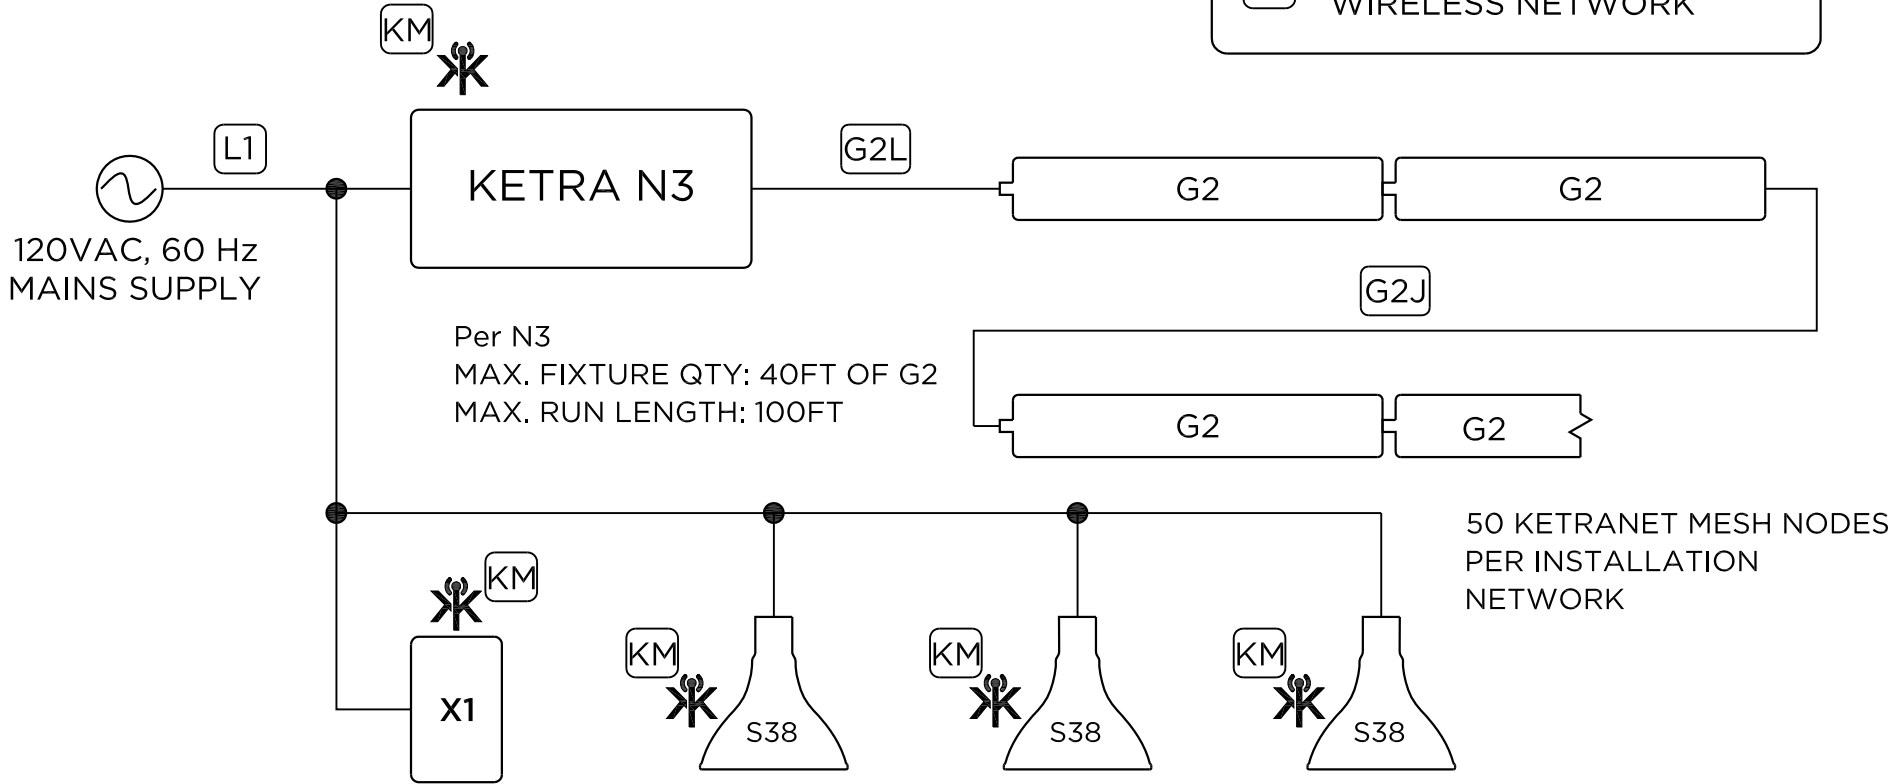 WIRELESS NETWORK
KM
L1
KETRA N3
G2L
G2
G2
120VAC, 60 Hz
MAINS SUPPLY
G2J
Per N3
MAX. FIXTURE QTY: 40FT OF G2
MAX. RUN LENGTH: 100FT
G2
G2
50 KETRANET MESH NODES
PER INSTALLATION
NETWORK
KM
X1
KM
S38
KM
S38
KM
S38